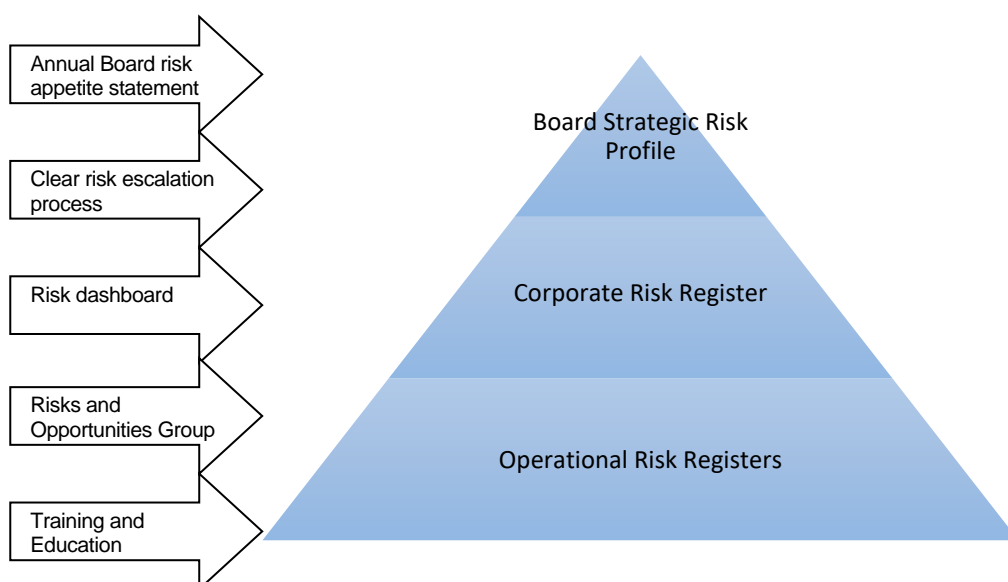 Annual Board risk
appetite statement
Clear risk escalation
process
Risk dashboard
Risks and
Opportunities Group
Training and
Education
Board Strategic Risk
Profile
Corporate Risk Register
Operational Risk Registers